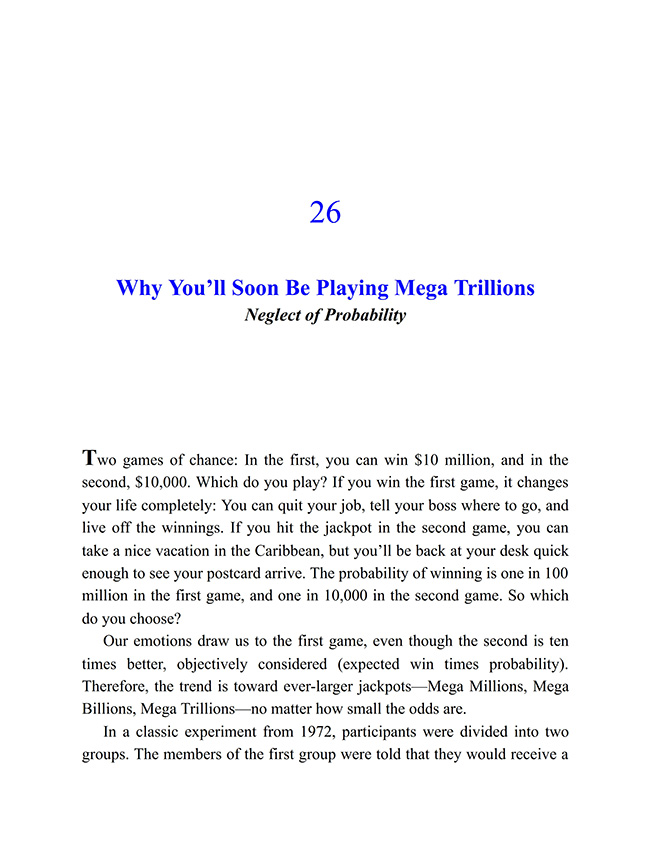 26
Why You’ll Soon Be Playing Mega Trillions
Neglect of Probability
Two games of chance: In the first, you can win $10 million, and in the
second, $10,000. Which do you play? If you win the first game, it changes
your life completely: You can quit your job, tell your boss where to go, and
live off the winnings. If you hit the jackpot in the second game, you can
take a nice vacation in the Caribbean, but you’ll be back at your desk quick
enough to see your postcard arrive. The probability of winning is one in 100
million in the first game, and one in 10,000 in the second game. So which
do you choose?
Our emotions draw us to the first game, even though the second is ten
times better, objectively considered (expected win times probability).
Therefore, the trend is toward ever-larger jackpots—Mega Millions, Mega
Billions, Mega Trillions—no matter how small the odds are.
In a classic experiment from 1972, participants were divided into two
groups. The members of the first group were told that they would receive a